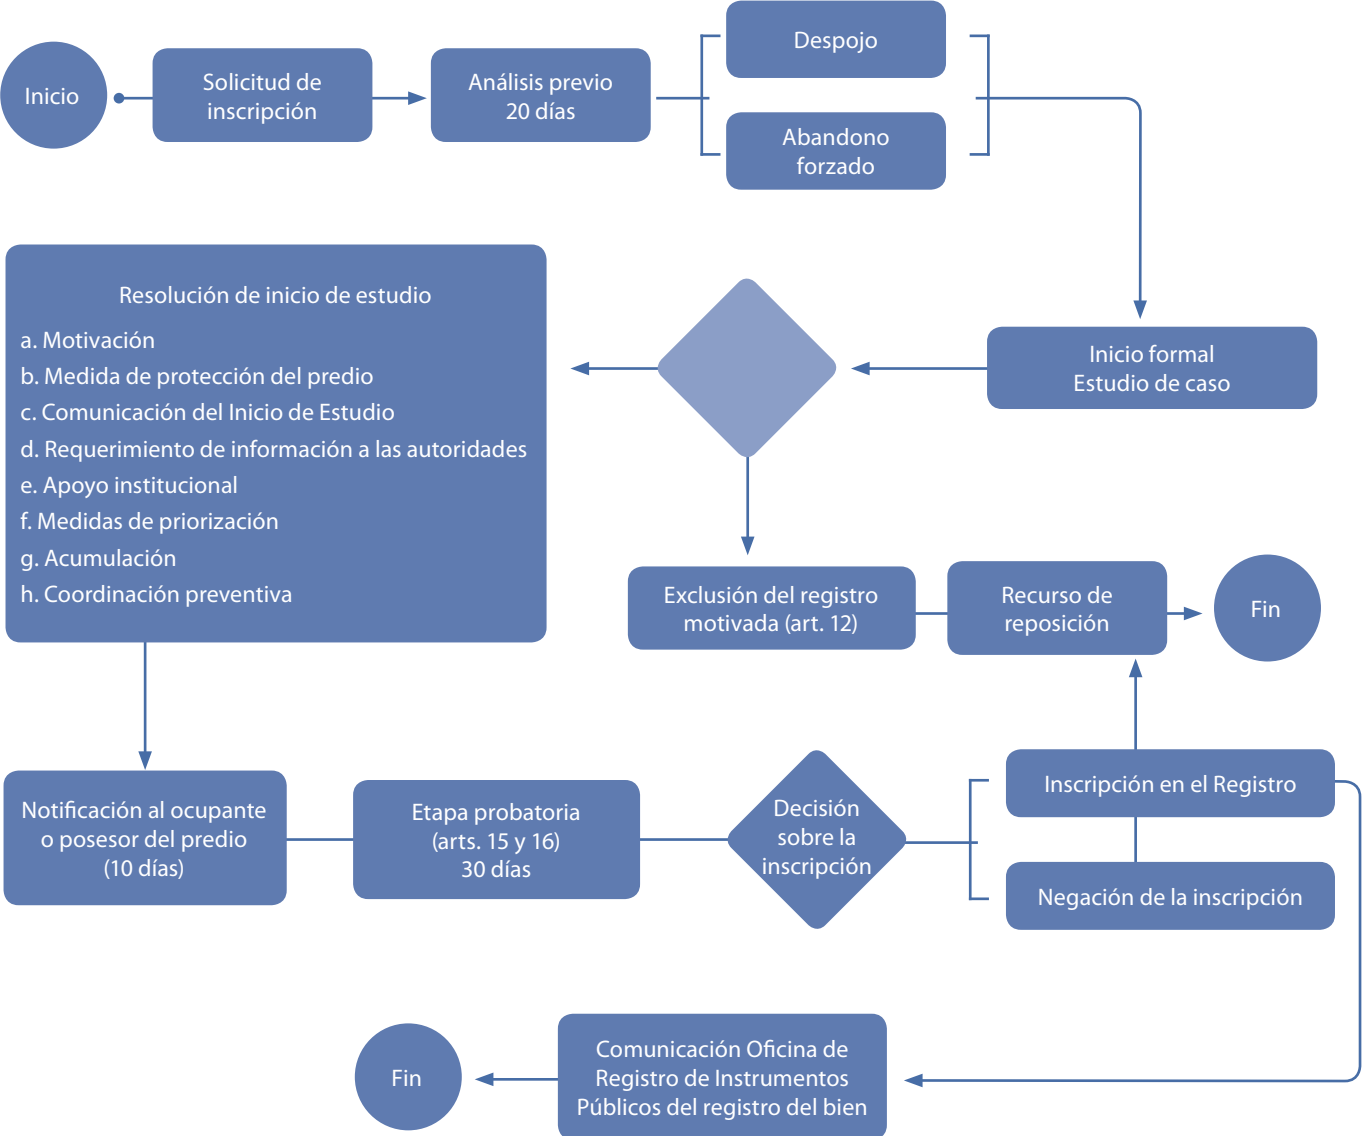 Inicio
Solicitud de
inscripción
Análisis previo
20 días
Despojo
Abandono
forzado
Inicio formal
Estudio de caso
Resolución de inicio de estudio
a. Motivación
b. Medida de protección del predio
c. Comunicación del Inicio de Estudio
d. Requerimiento de información a las autoridades
e. Apoyo institucional
f. Medidas de priorización
g. Acumulación
h. Coordinación preventiva
Exclusión del registro
motivada (art. 12)
Recurso de
reposición
Fin
Notificación al ocupante
o posesor del predio
(10 días)
Etapa probatoria
(arts. 15 y 16)
30 días
Decisión
sobre la
inscripción
Inscripción en el Registro
Negación de la inscripción
Comunicación Oficina de
Registro de Instrumentos
Públicos del registro del bien
Fin